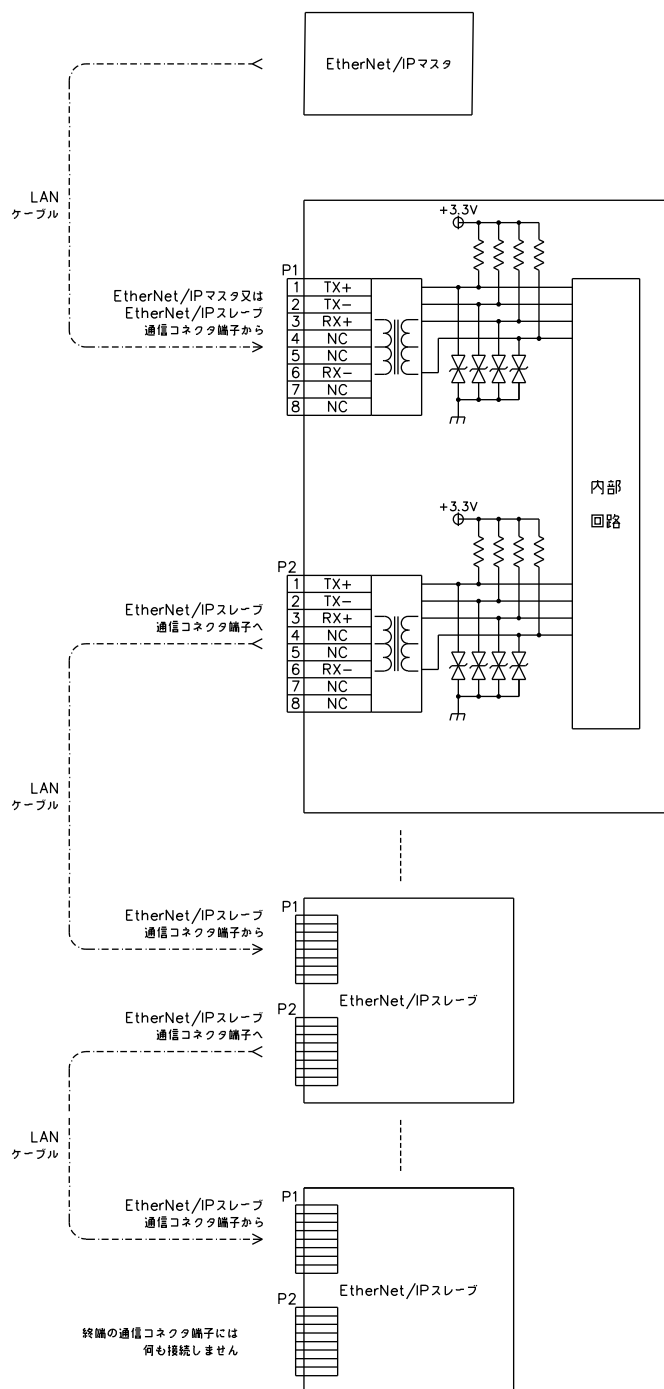 EtherNet/IPマスタ
LAN
ケーブル
+3.3V
P1
EtherNet/IPマスタ又は
EtherNet/IPスレーブ
通信コネクタ端子から
1 TX+
2 TX-
3 RX+
4 NC
5 NC
6 RX-
7 NC
8 NC
内部
回路
+3.3V
P2
EtherNet/IPスレーブ
通信コネクタ端子へ
1 TX+
2 TX-
3 RX+
4 NC
5 NC
6 RX-
7 NC
8 NC
LAN
ケーブル
P1
EtherNet/IPスレーブ
通信コネクタ端子から
EtherNet/IPスレーブ
P2
EtherNet/IPスレーブ
通信コネクタ端子へ
LAN
ケーブル
P1
EtherNet/IPスレーブ
通信コネクタ端子から
EtherNet/IPスレーブ
P2
終端の通信コネクタ端子には
何も接続しません